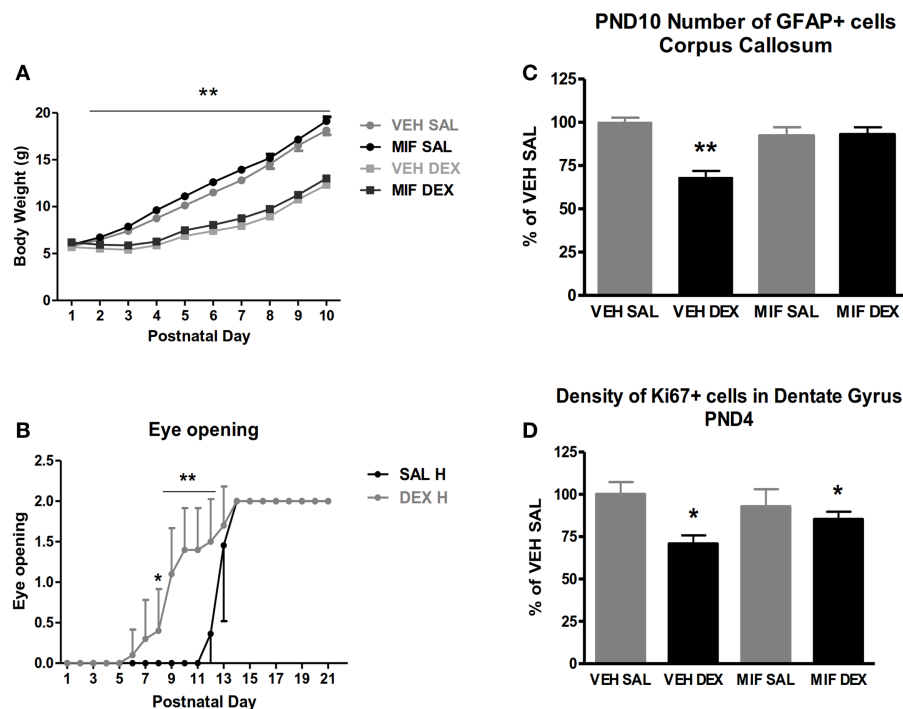 A
**
20
15
10
5
0
Body Weight (g)
1 2 3 4 5 6 7 8 9 10
Postnatal Day
VEH SAL
MIF SAL
VEH DEX
MIF DEX
B
Eye opening
2.5
2.0
1.5
1.0
0.5
0.0
Eye opening
*
**
1 3 5 7 9 11 13 15 17 19 21
Postnatal Day
SAL H
DEX H
PND10 Number of GFAP+ cells
Corpus Callosum
C
125
100
75
50
25
0
% of VEH SAL
**
VEH SAL VEH DEX MIF SAL MIF DEX
Density of Ki67+ cells in Dentate Gyrus
PND4
D
125
100
75
50
25
0
% of VEH SAL
*
*
VEH SAL VEH DEX MIF SAL MIF DEX